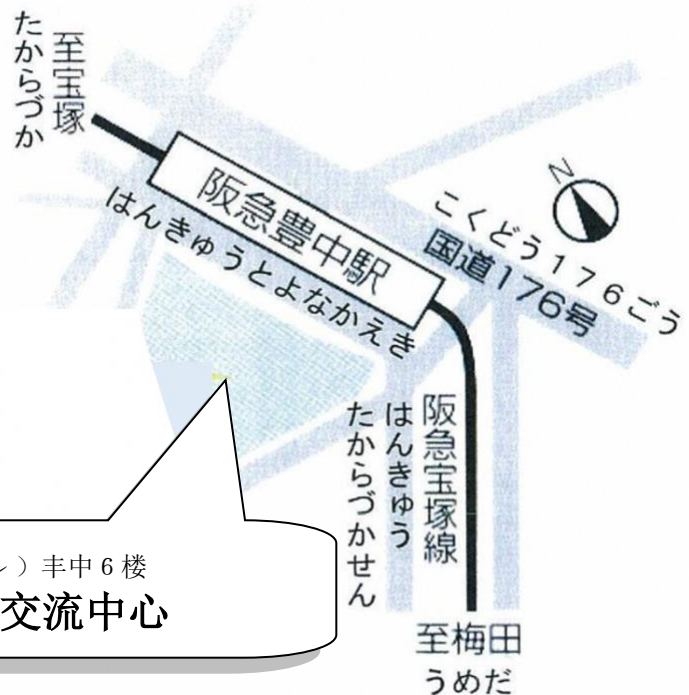 至宝塚
たからづか
阪急豊中駅
はんきゅうとよなかえき
N
こくどう１７６ごう
国道176号
阪急宝塚線
はんきゅう
たからづかせん
）丰中６楼
交流中心
至梅田
うめだ